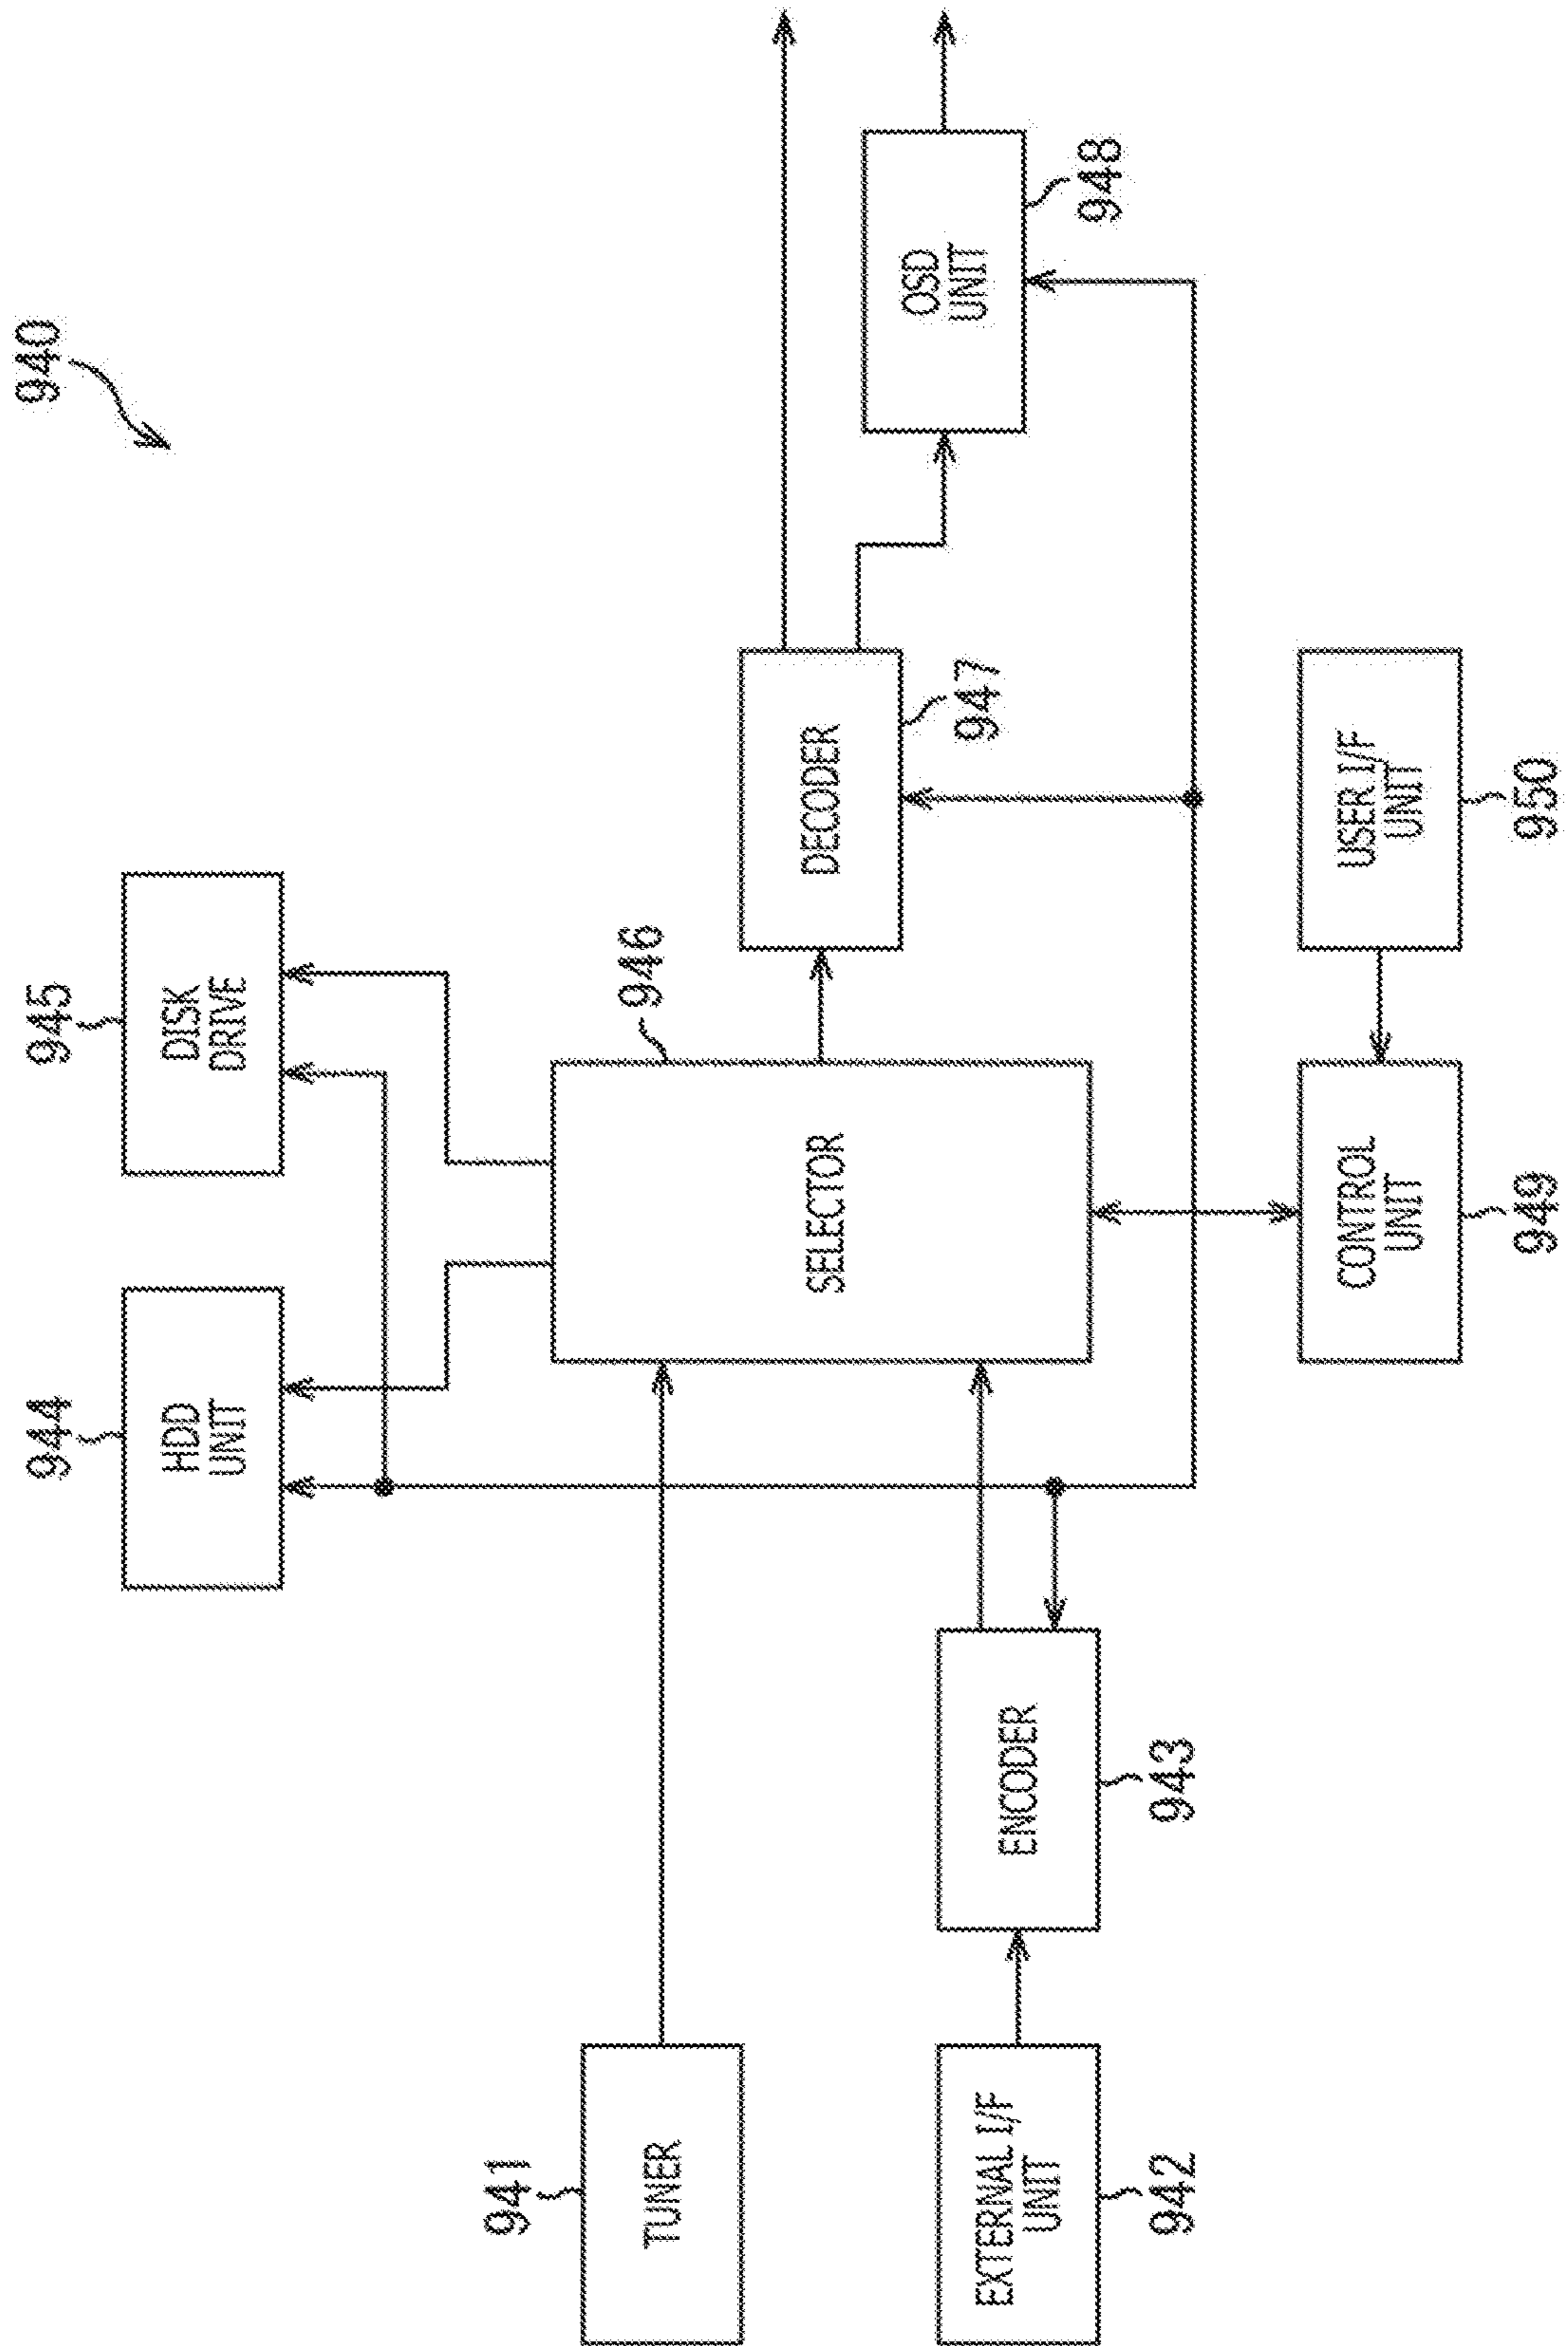 940
944
HDD
UNIT
945
DISK
DRIVE
941
TUNER
946
SELECTOR
DECODER
947
OSD
UNIT
948
EXTERNAL I/F
UNIT
942
ENCODER
943
CONTROL
UNIT
949
USER I/F
UNIT
950